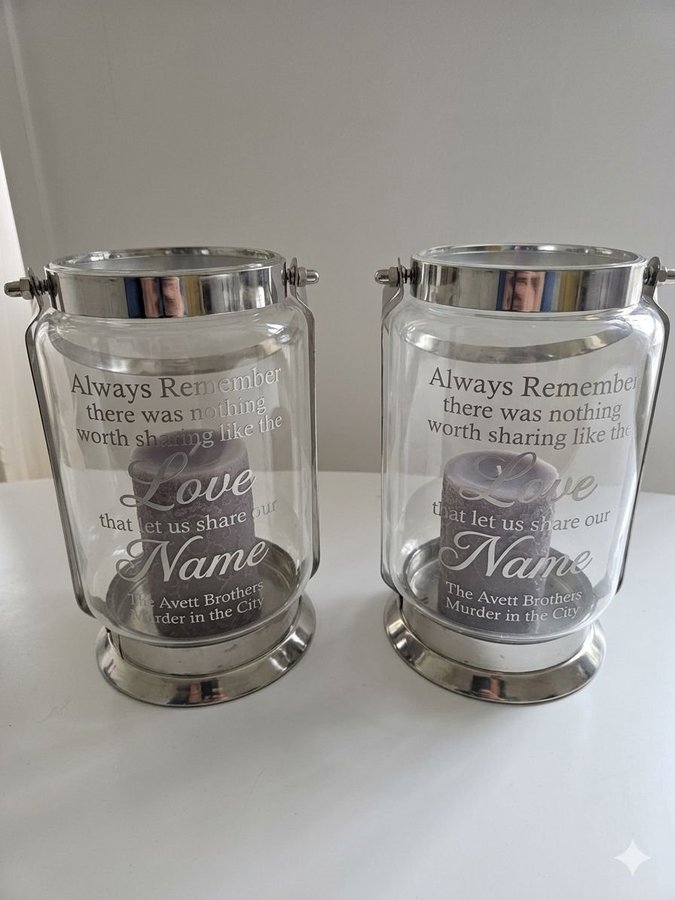 Always Remember
there was nothing
worth sharing like the
Love
that let us share our
Name
The Avett Brothers
Murder in the City
Always Remember
there was nothing
worth sharing like the
Love
that let us share our
Name
The Avett Brothers
Murder in the City